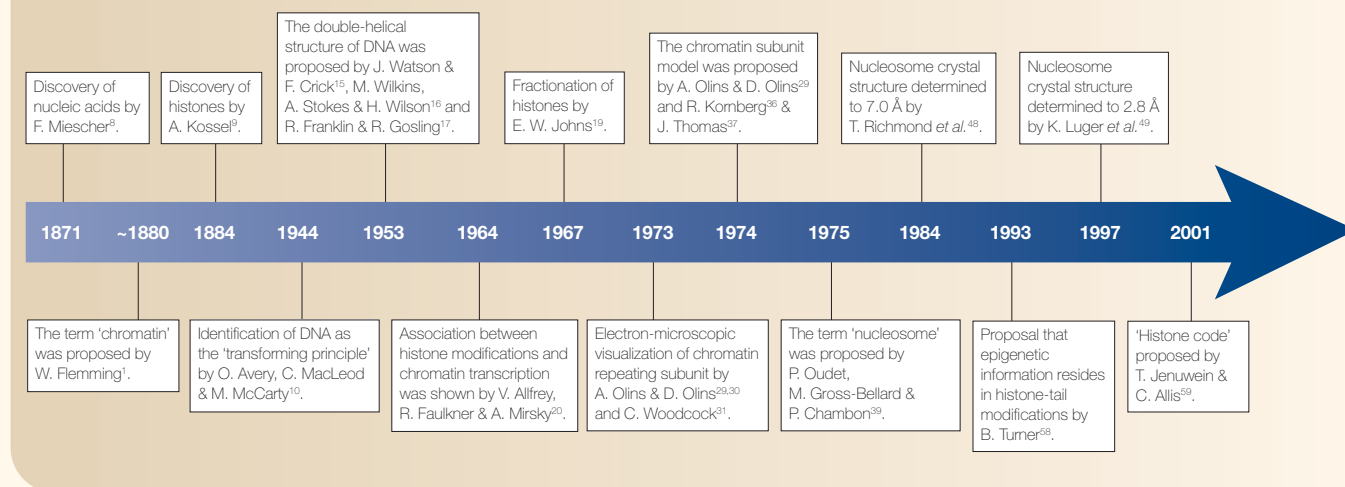 The double-helical
structure of DNA was
proposed by J. Watson &
F. Crick¹⁵, M. Wilkins,
A. Stokes & H. Wilson¹⁶ and
R. Franklin & R. Gosling¹⁷.
The chromatin subunit
model was proposed
by A. Olins & D. Olins²⁹
and R. Kornberg³⁶ &
J. Thomas³⁷.
Discovery of
nucleic acids by
F. Miescher⁸.
Discovery of
histones by
A. Kossel⁹.
Fractionation of
histones by
E. W. Johns¹⁹.
Nucleosome crystal
structure determined
to 7.0 Å by
T. Richmond et al.⁴⁸.
Nucleosome
crystal structure
determined to 2.8 Å
by K. Luger et al.⁴⁹.
1871 ~1880 1884 1944 1953 1964 1967 1973 1974 1975 1984 1993 1997 2001
The term ‘chromatin’
was proposed by
W. Flemming¹.
Identification of DNA as
the ‘transforming principle’
by O. Avery, C. MacLeod
& M. McCarty¹⁰.
Association between
histone modifications and
chromatin transcription
was shown by V. Allfrey,
R. Faulkner & A. Mirsky²⁰.
Electron-microscopic
visualization of chromatin
repeating subunit by
A. Olins & D. Olins²⁹,³⁰
and C. Woodcock³¹.
The term ‘nucleosome’
was proposed by
P. Oudet,
M. Gross-Bellard &
P. Chambon³⁹.
Proposal that
epigenetic
information resides
in histone-tail
modifications by
B. Turner⁵⁸.
‘Histone code’
proposed by
T. Jenuwein &
C. Allis⁵⁹.